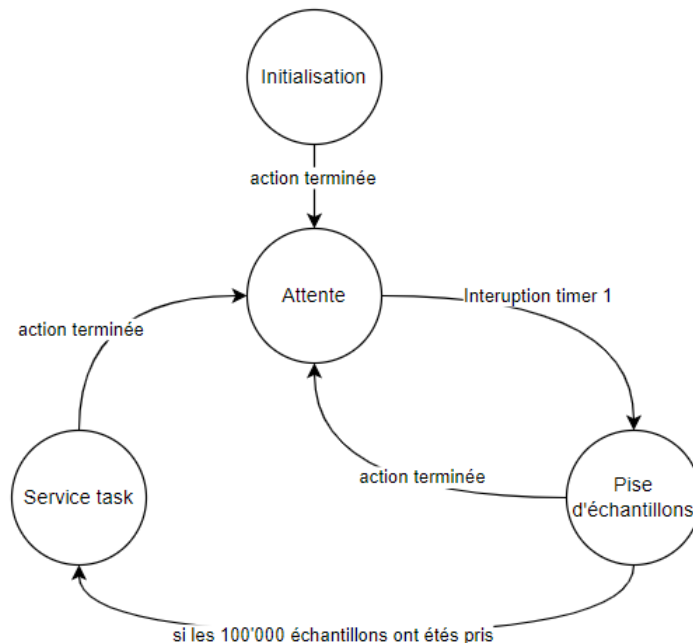 Initialisation
action terminée
Attente
Interuption timer 1
action terminée
action terminée
Service task
Pise
d'échantillons
si les 100'000 échantillons ont étés pris